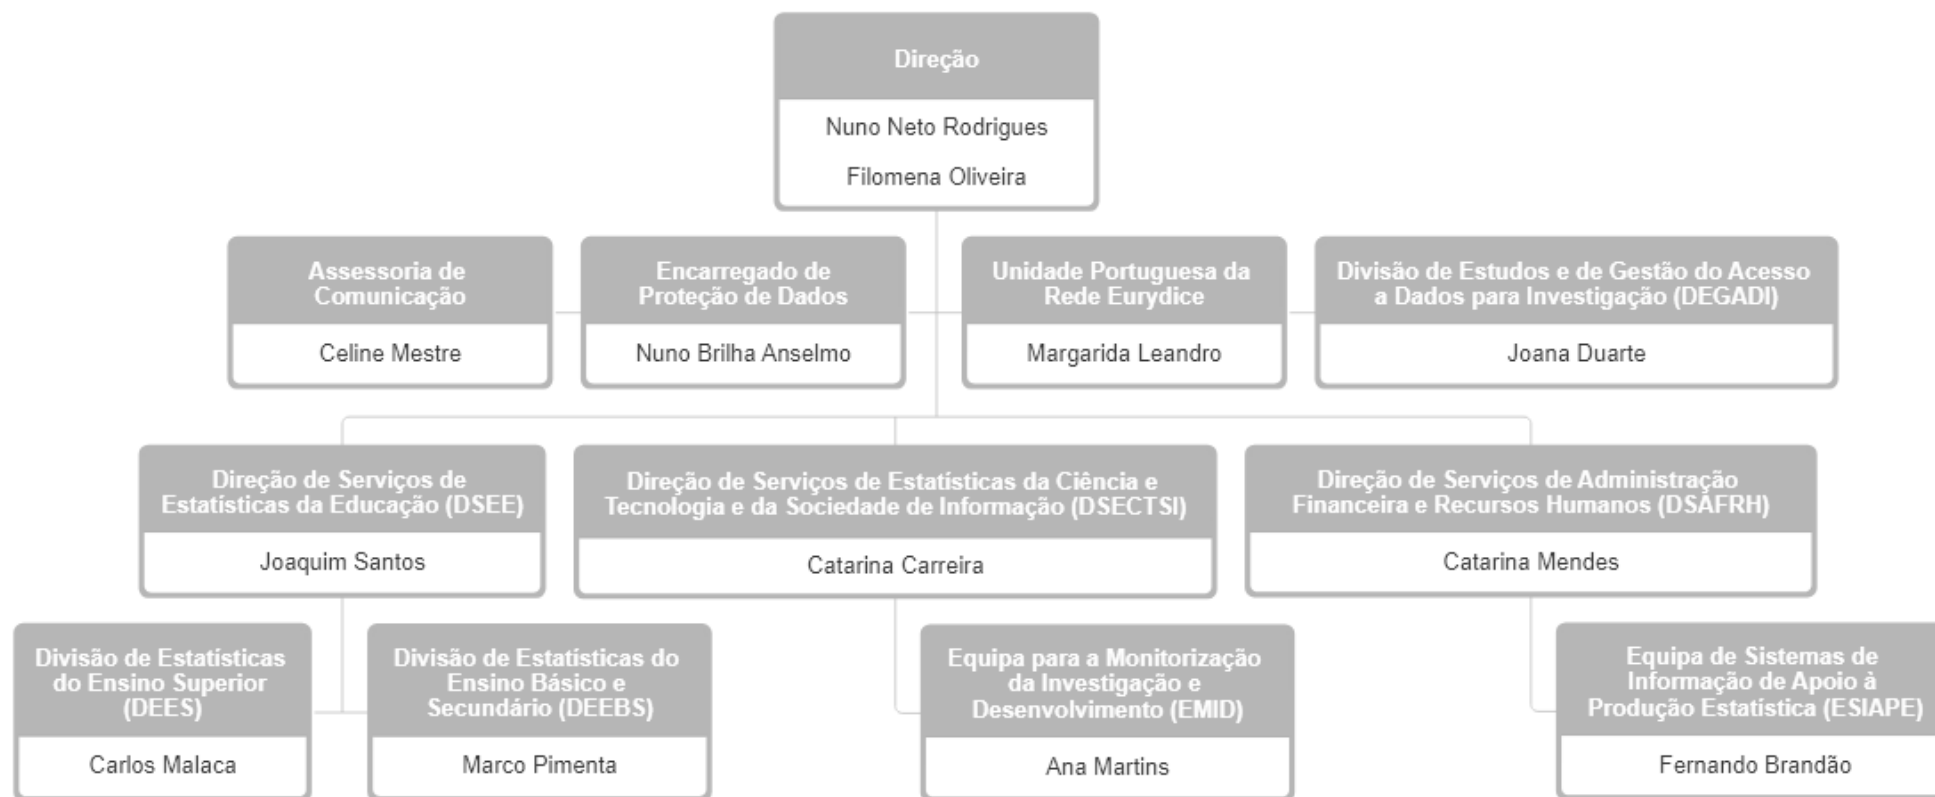 Direção
Nuno Neto Rodrigues
Filomena Oliveira
Assessoria de
Comunicação
Celine Mestre
Encarregado de
Proteção de Dados
Nuno Brilha Anselmo
Unidade Portuguesa da
Rede Eurydice
Margarida Leandro
Divisão de Estudos e de Gestão do Acesso
a Dados para Investigação (DEGADI)
Joana Duarte
Direção de Serviços de
Estatísticas da Educação (DSEE)
Joaquim Santos
Direção de Serviços de Estatísticas da Ciência e
Tecnologia e da Sociedade de Informação (DSECTSI)
Catarina Carreira
Direção de Serviços de Administração
Financeira e Recursos Humanos (DSAFRH)
Catarina Mendes
Divisão de Estatísticas
do Ensino Superior
(DEES)
Carlos Malaca
Divisão de Estatísticas do
Ensino Básico e
Secundário (DEEBS)
Marco Pimenta
Equipa para a Monitorização
da Investigação e
Desenvolvimento (EMID)
Ana Martins
Equipa de Sistemas de
Informação de Apoio à
Produção Estatística (ESIAPE)
Fernando Brandão